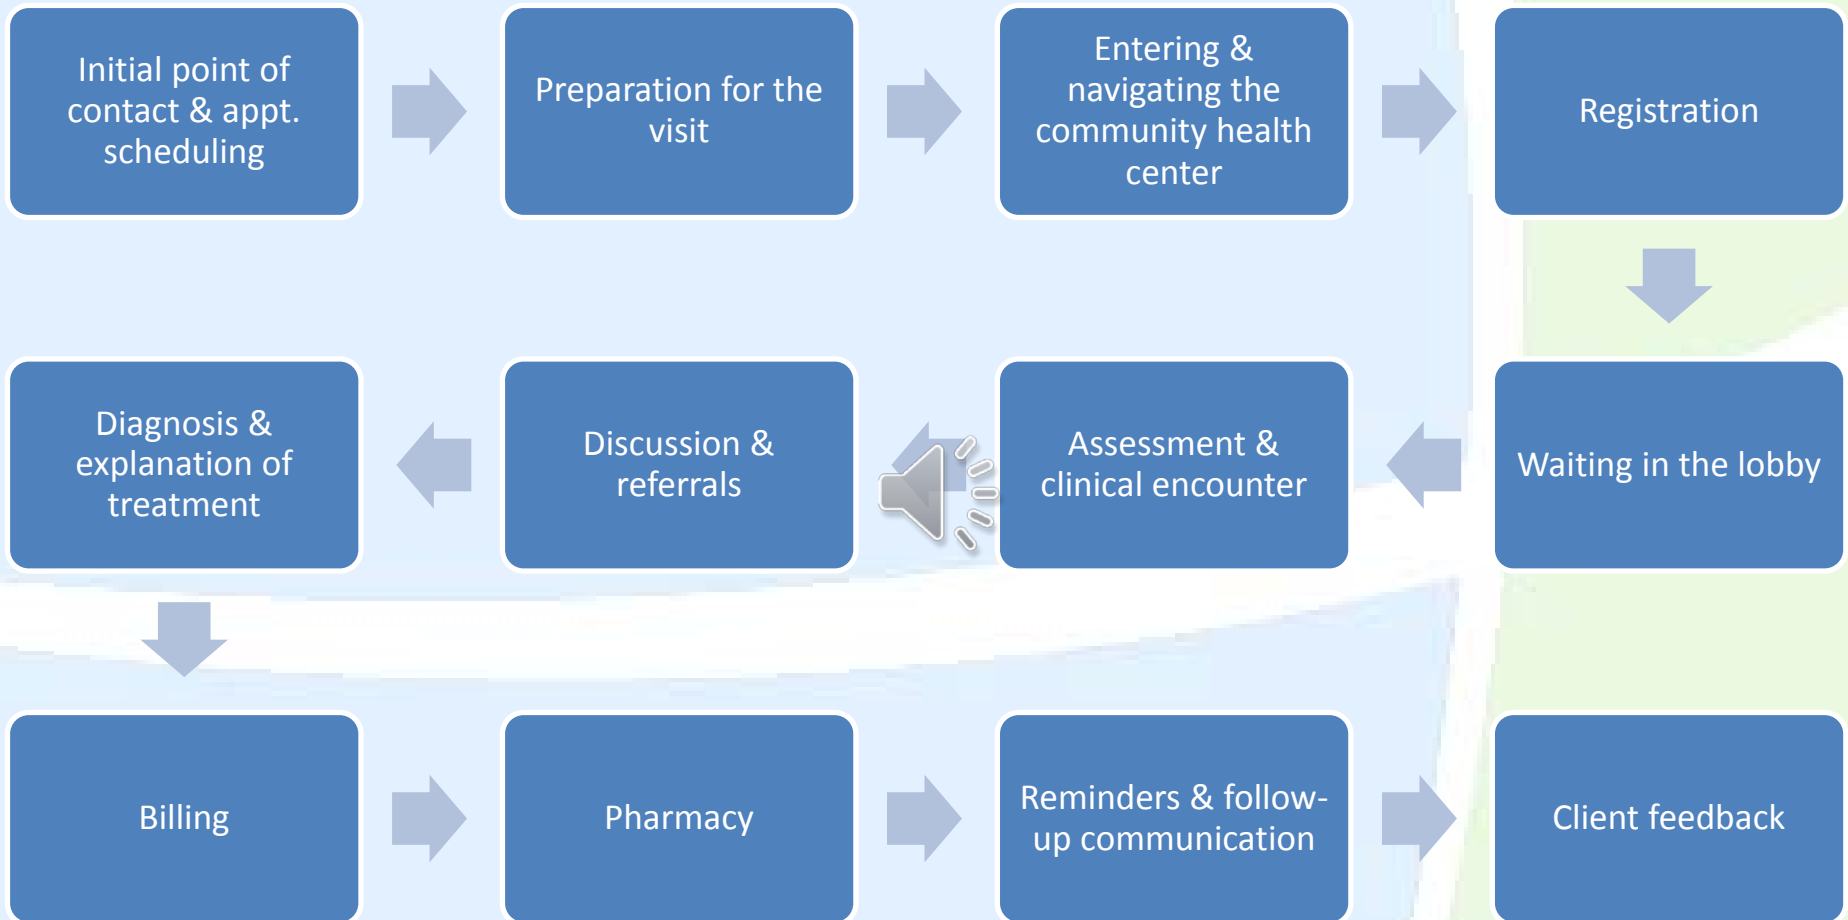 Initial point of
contact & appt.
scheduling
Preparation for the
visit
Entering &
navigating the
community health
center
Registration
Waiting in the lobby
Assessment &
clinical encounter
Discussion &
referrals
Diagnosis &
explanation of
treatment
Billing
Pharmacy
Reminders & follow-
up communication
Client feedback